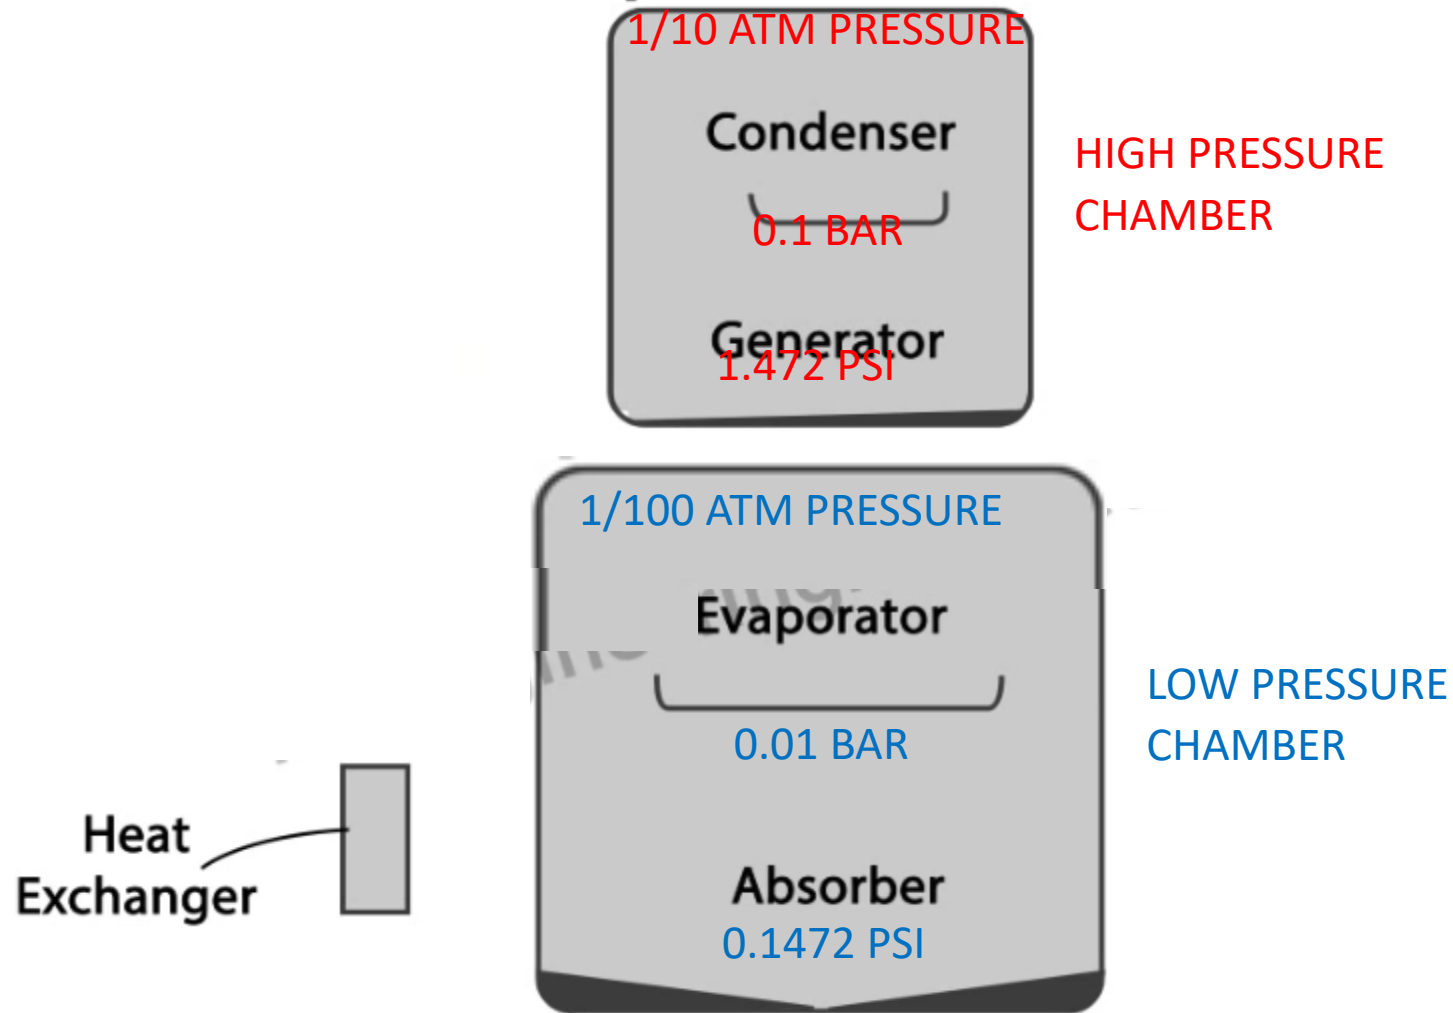 1/10 ATM PRESSURE
Condenser
HIGH PRESSURE
CHAMBER
0.1 BAR
Generator
1.472 PSI
1/100 ATM PRESSURE
Evaporator
LOW PRESSURE
CHAMBER
0.01 BAR
Heat
Exchanger
Absorber
0.1472 PSI